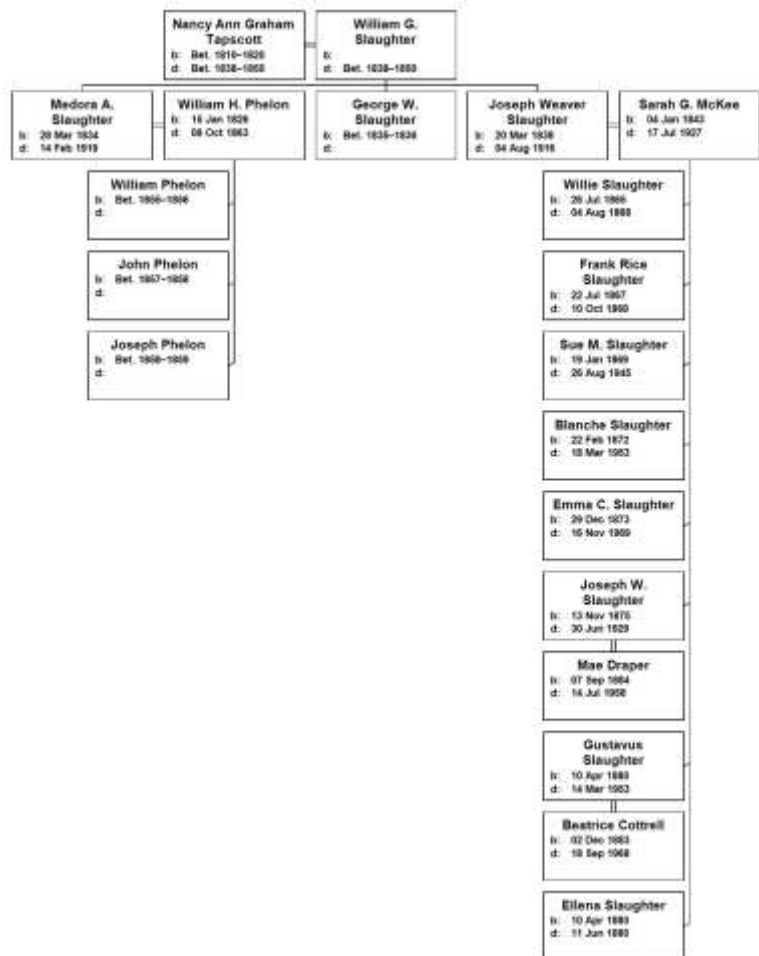 Nancy Ann Graham
Tapscott
b: Bet. 1810–1820
d: Bet. 1838–1850
William G.
Slaughter
b:
d: Bet. 1838–1850
Medora A.
Slaughter
b: 28 Mar 1834
d: 14 Feb 1919
William H. Phelon
b: 15 Jan 1829
d: 08 Oct 1863
George W.
Slaughter
b: Bet. 1835–1836
d:
Joseph Weaver
Slaughter
b: 20 Mar 1838
d: 04 Aug 1916
Sarah G. McKee
b: 04 Jan 1843
d: 17 Jul 1927
William Phelon
b: Bet. 1855–1856
d:
John Phelon
b: Bet. 1857–1858
d:
Joseph Phelon
b: Bet. 1858–1859
d:
Willie Slaughter
b: 26 Jul 1866
d: 04 Aug 1868
Frank Rice
Slaughter
b: 22 Jul 1867
d: 10 Oct
Sue M. Slaughter
b: 19 Jan 1869
d: 26 Aug 1945
Blanche Slaughter
b: 22 Feb 1872
d: 18 Mar 1953
Emma C. Slaughter
b: 29 Dec 1873
d: Nov 1969
Joseph W.
Slaughter
b: 13 Nov 1875
d: 30 Jun 1929
Mae Draper
b: 07 Sep 1884
d: 14 Jul 1958
Gustavus
Slaughter
b: 10 Apr 1880
d: 14 Mar 1953
Beatrice Cottrell
b: 02 Dec 1883
d: 18 Sep 1968
Ellena Slaughter
b: 10 Apr 1880
d: 11 Jun 1880